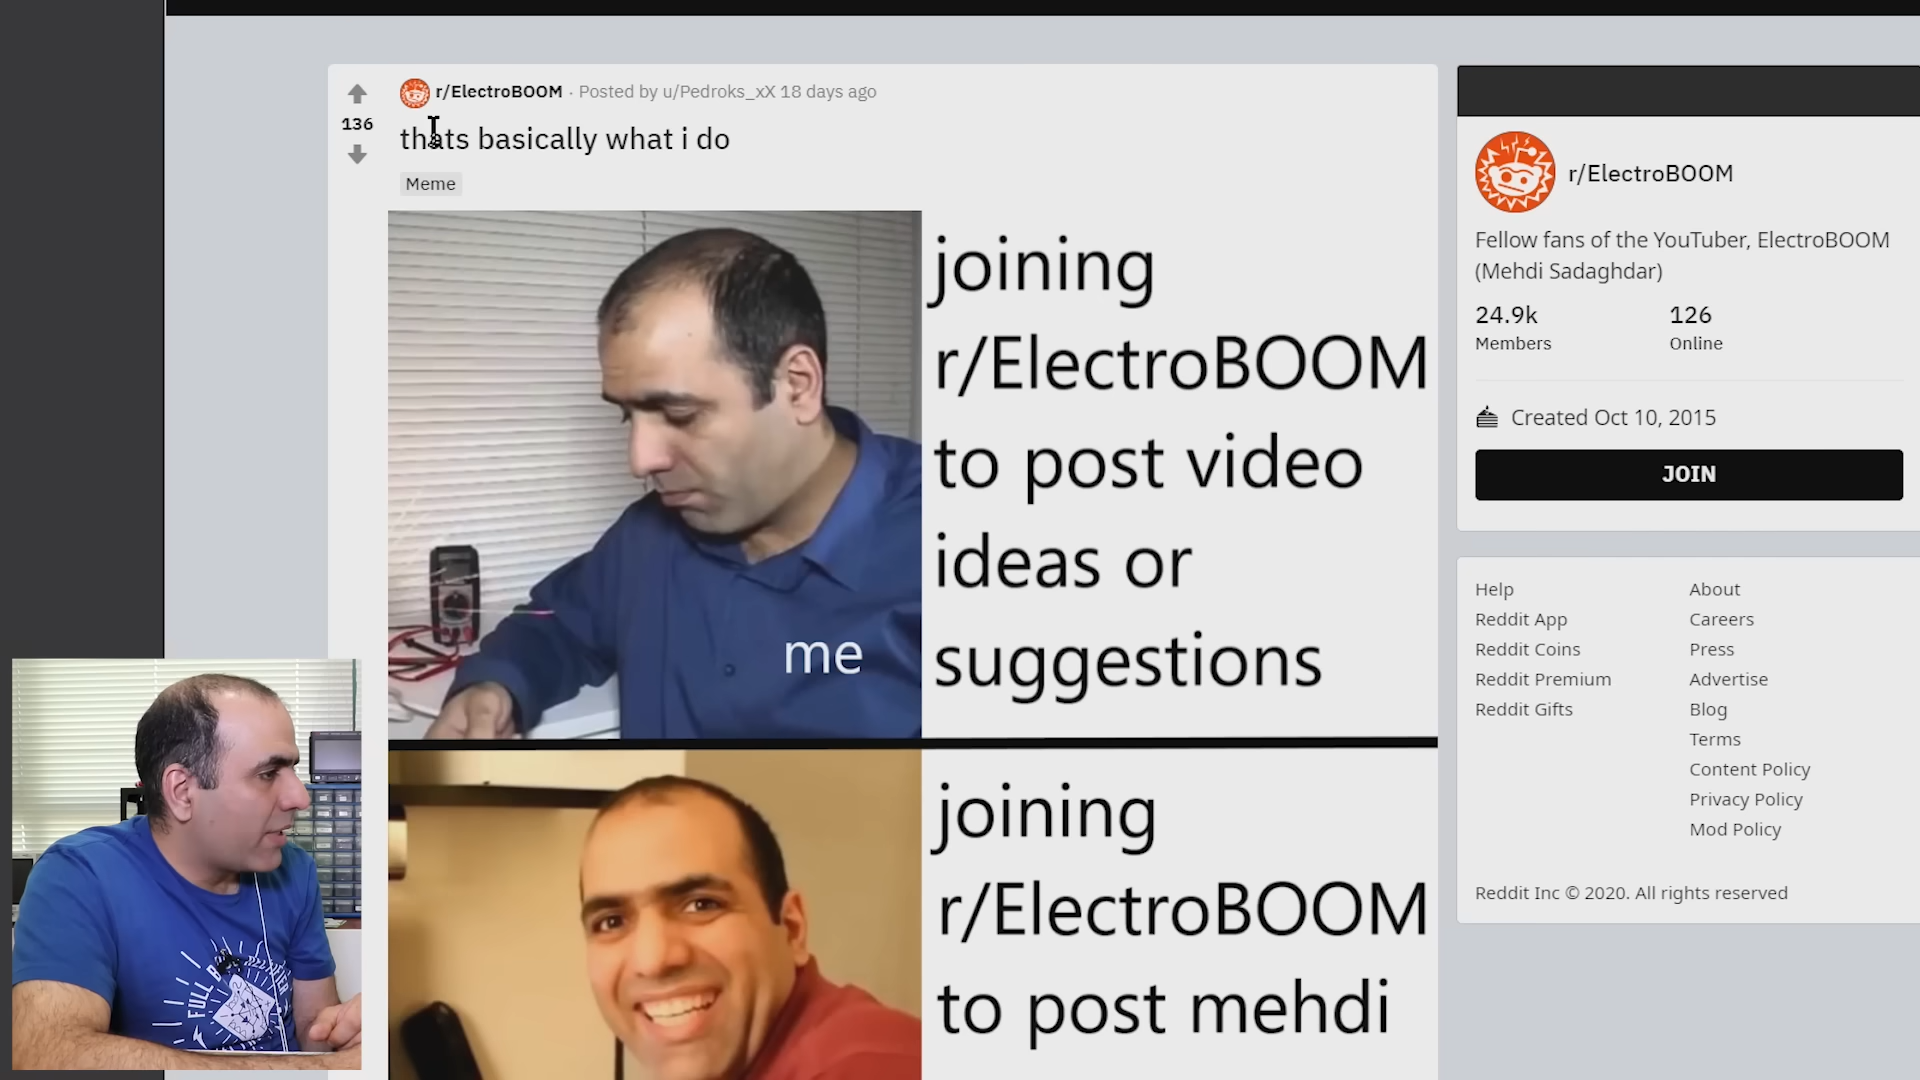 r/ElectroBOOM · Posted by u/Pedroks_xX 18 days ago
136
thats basically what i do
Meme
joining
r/ElectroBOOM
to post video
ideas or
suggestions
me
joining
r/ElectroBOOM
to post mehdi
r/ElectroBOOM
Fellow fans of the YouTuber, ElectroBOOM
(Mehdi Sadaghdar)
24.9k 126
Members Online
Created Oct 10, 2015
JOIN
Help About
Reddit App Careers
Reddit Coins Press
Reddit Premium Advertise
Reddit Gifts Blog
Terms
Content Policy
Privacy Policy
Mod Policy
Reddit Inc © 2020. All rights reserved
FULL